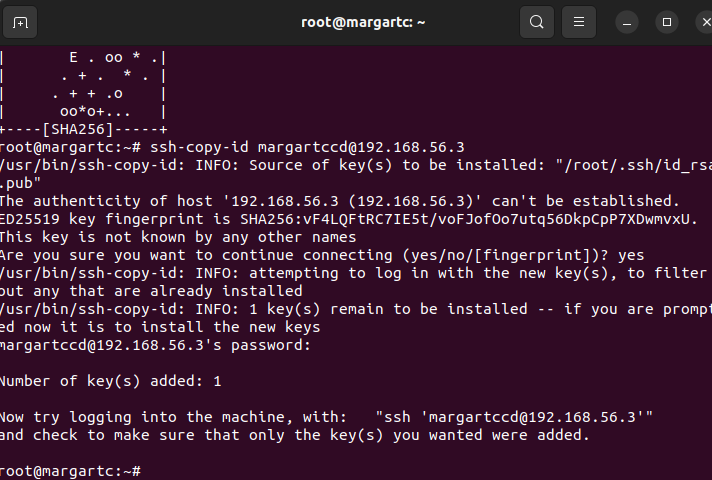 root@margartc: ~
|       E . oo * .|
|      . + .  * . |
|     . + + .o    |
|      oo*o+...   |
+----[SHA256]-----+
root@margartc:~# ssh-copy-id margartccd@192.168.56.3
/usr/bin/ssh-copy-id: INFO: Source of key(s) to be installed: "/root/.ssh/id_rsa
.pub"
The authenticity of host '192.168.56.3 (192.168.56.3)' can't be established.
ED25519 key fingerprint is SHA256:vF4LQFtRC7IE5t/voFJofOo7utq56DkpCpP7XDwmvxU.
This key is not known by any other names
Are you sure you want to continue connecting (yes/no/[fingerprint])? yes
/usr/bin/ssh-copy-id: INFO: attempting to log in with the new key(s), to filter
out any that are already installed
/usr/bin/ssh-copy-id: INFO: 1 key(s) remain to be installed -- if you are prompt
ed now it is to install the new keys
margartccd@192.168.56.3's password:
Number of key(s) added: 1
Now try logging into the machine, with:   "ssh 'margartccd@192.168.56.3'"
and check to make sure that only the key(s) you wanted were added.
root@margartc:~#